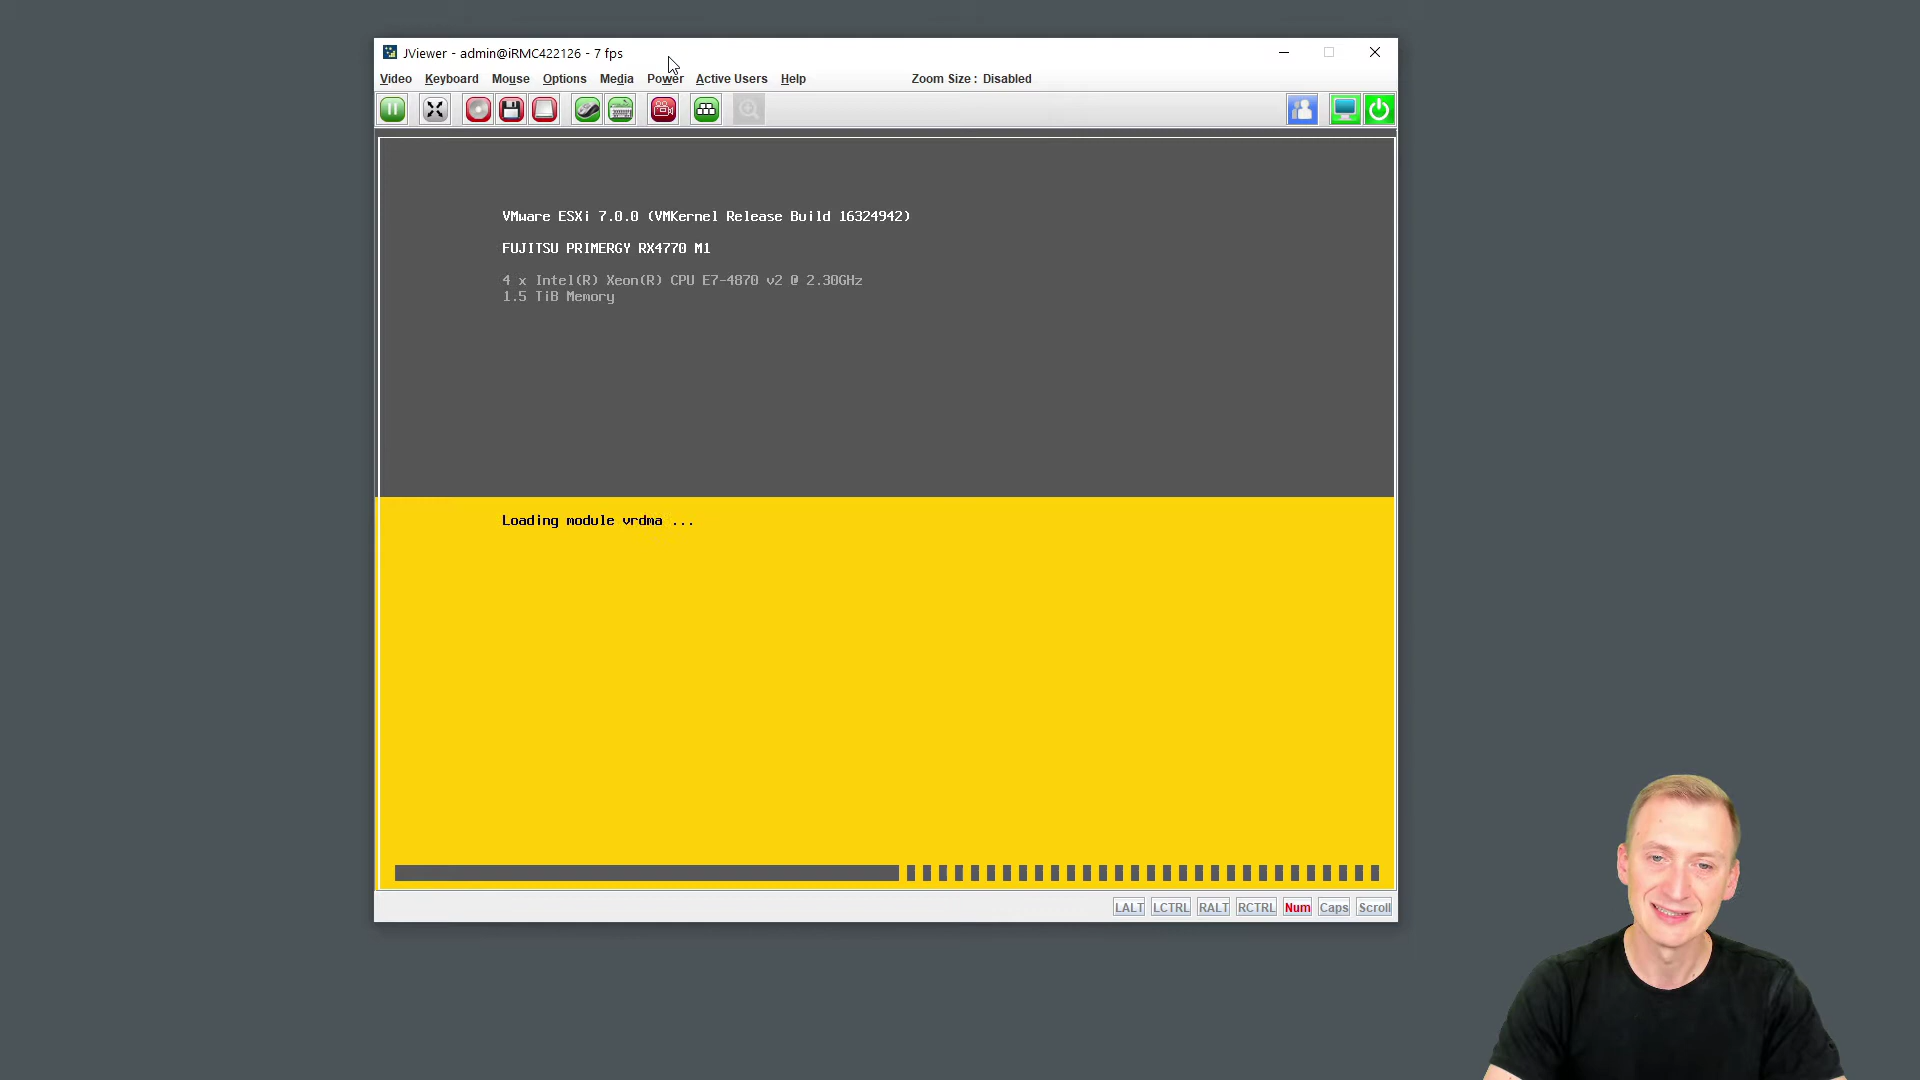 JViewer - admin@iRMC422126 - 7 fps
Video Keyboard Mouse Options Media Power Active Users Help Zoom Size : Disabled
VMware ESXi 7.0.0 (VMKernel Release Build 16324942)
FUJITSU PRIMERGY RX4770 M1
4 x Intel(R) Xeon(R) CPU E7-4870 v2 @ 2.30GHz
1.5 TiB Memory
Loading module vrdma ...
LALT LCTRL RALT RCTRL Num Caps Scroll